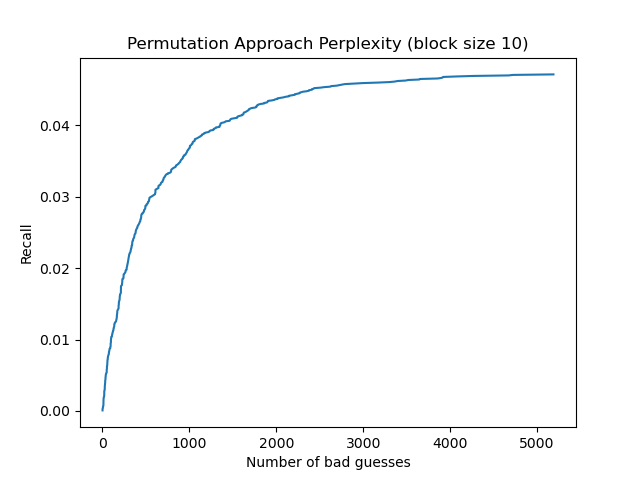 Permutation Approach Perplexity (block size 10)
0.04
0.03
0.02
0.01
0.00
Recall
0 1000 2000 3000 4000 5000
Number of bad guesses